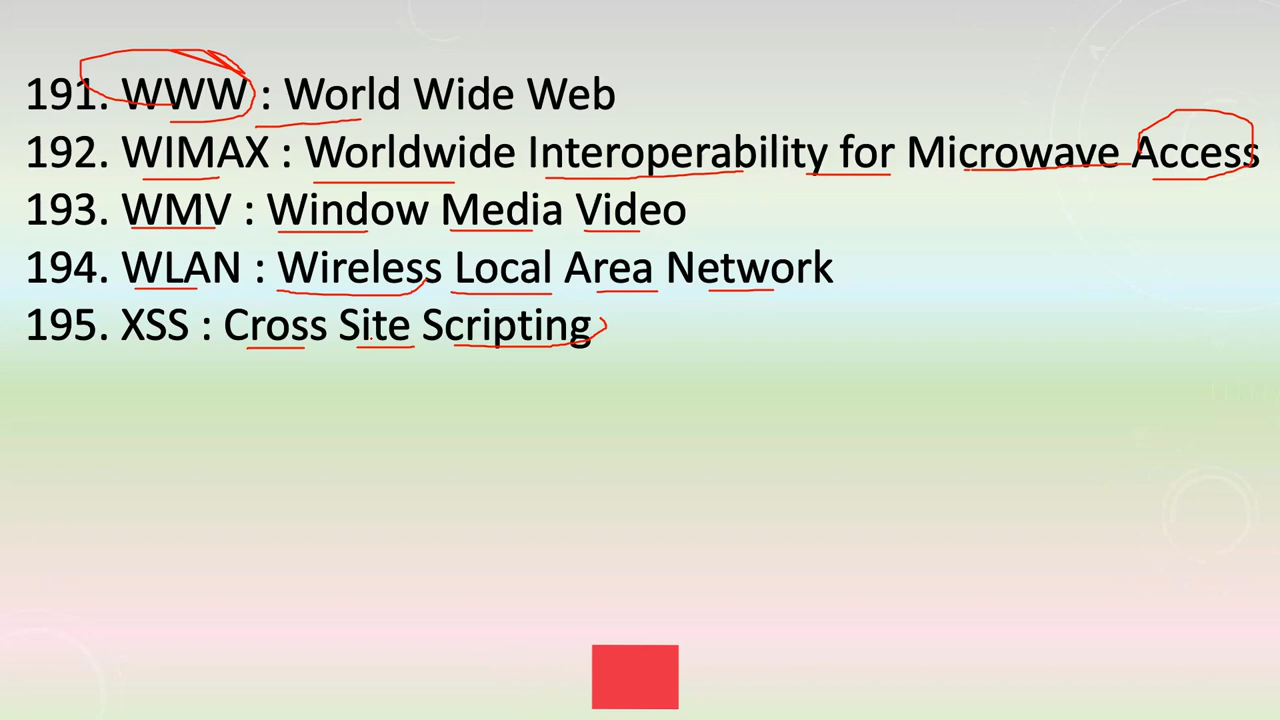 191. WWW : World Wide Web
192. WIMAX : Worldwide Interoperability for Microwave Access
193. WMV : Window Media Video
194. WLAN : Wireless Local Area Network
195. XSS : Cross Site Scripting